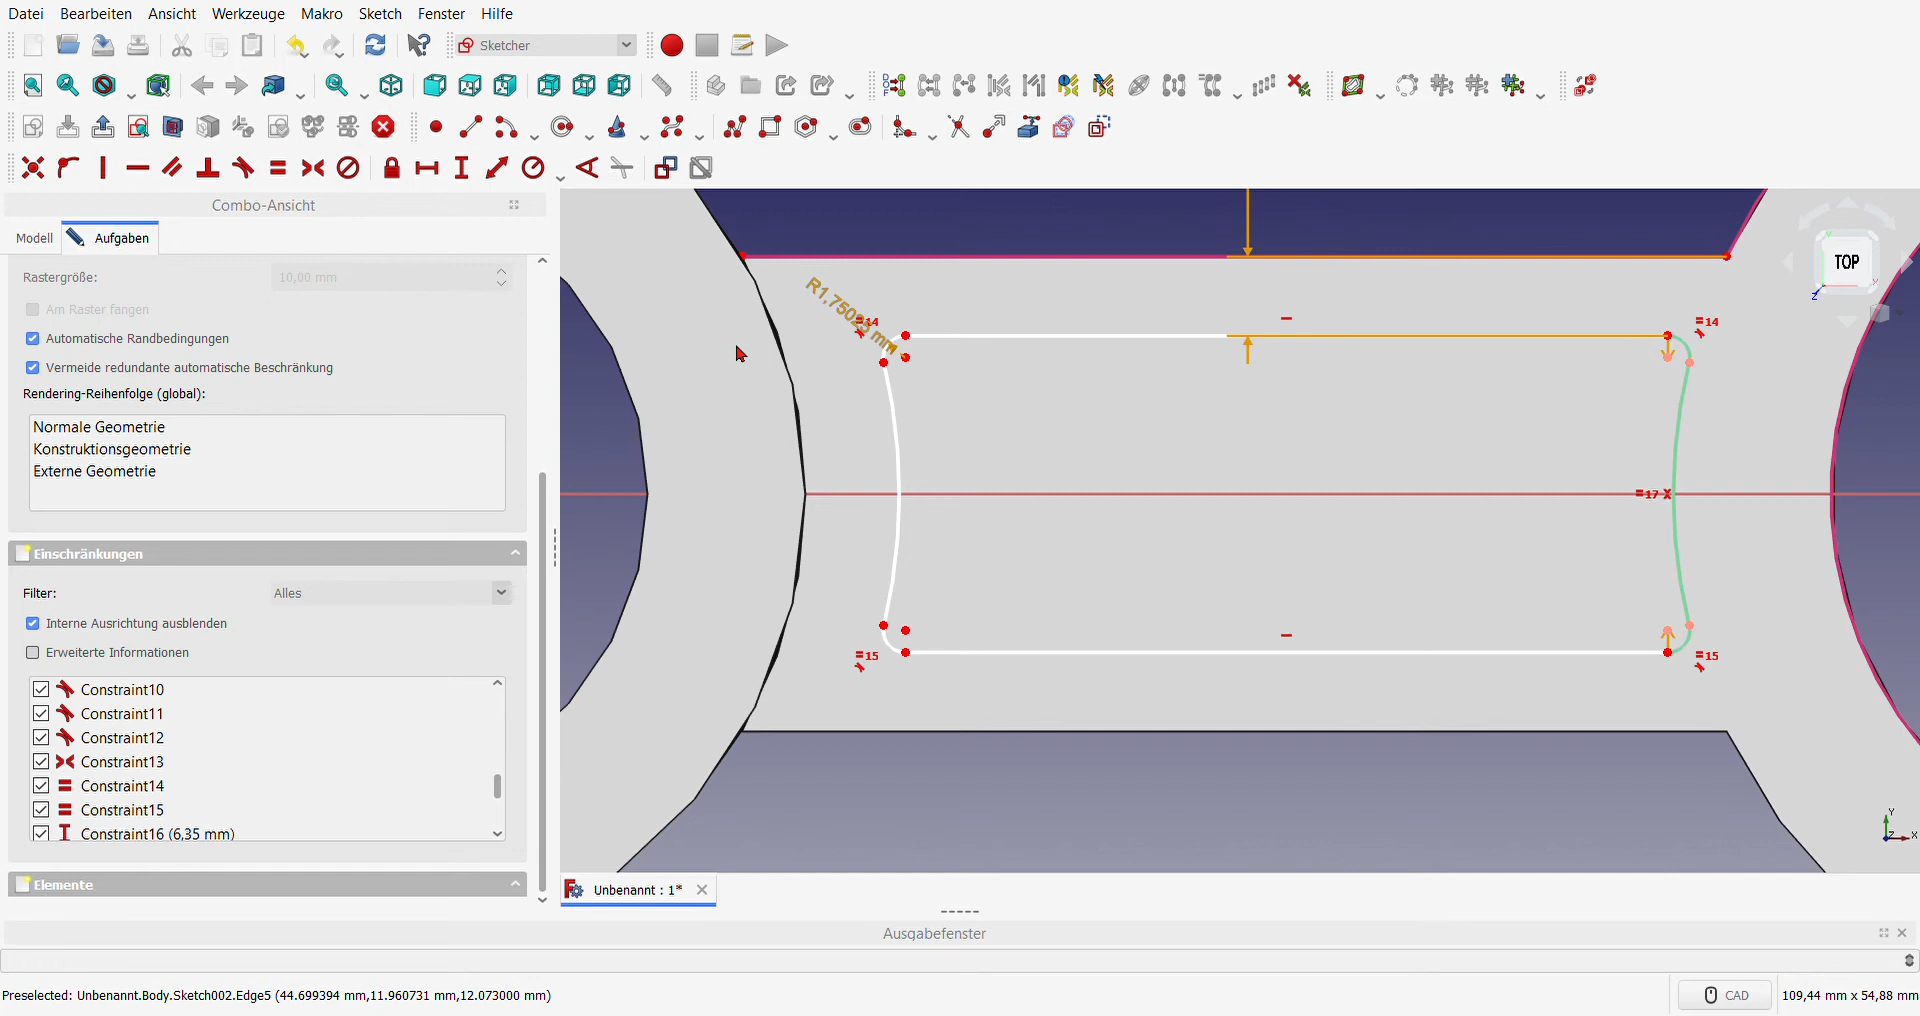 Datei Bearbeiten Ansicht Werkzeuge Makro Sketch Fenster Hilfe
Sketcher
Combo-Ansicht
Modell Aufgaben
Rastergröße: 10,00 mm
Am Raster fangen
Automatische Randbedingungen
Vermeide redundante automatische Beschränkung
Rendering-Reihenfolge (global):
Normale Geometrie
Konstruktionsgeometrie
Externe Geometrie
Einschränkungen
Filter: Alles
Interne Ausrichtung ausblenden
Erweiterte Informationen
Constraint10
Constraint11
Constraint12
Constraint13
Constraint14
Constraint15
Constraint16 (6,35 mm)
Elemente
TOP
Y
X
Z
14
14
17
15
15
Y
Z X
Unbenannt : 1*
Ausgabefenster
Preselected: Unbenannt.Body.Sketch002.Edge5 (44.699394 mm,11.960731 mm,12.073000 mm)
CAD
109,44 mm x 54,88 mm